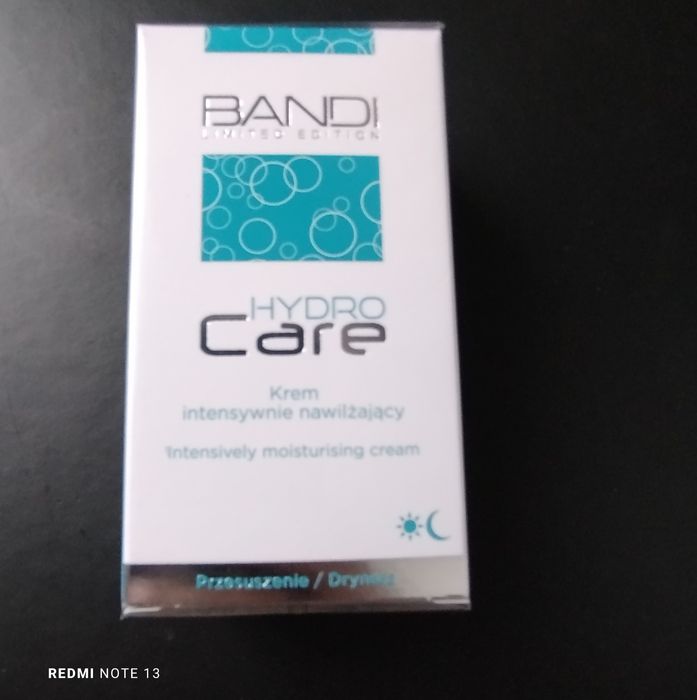 BANDI
LIMITED EDITION
HYDRO
Care
Krem
intensywnie nawilżający
Intensively moisturising cream
Przesuszenie / Dryness
REDMI NOTE 13